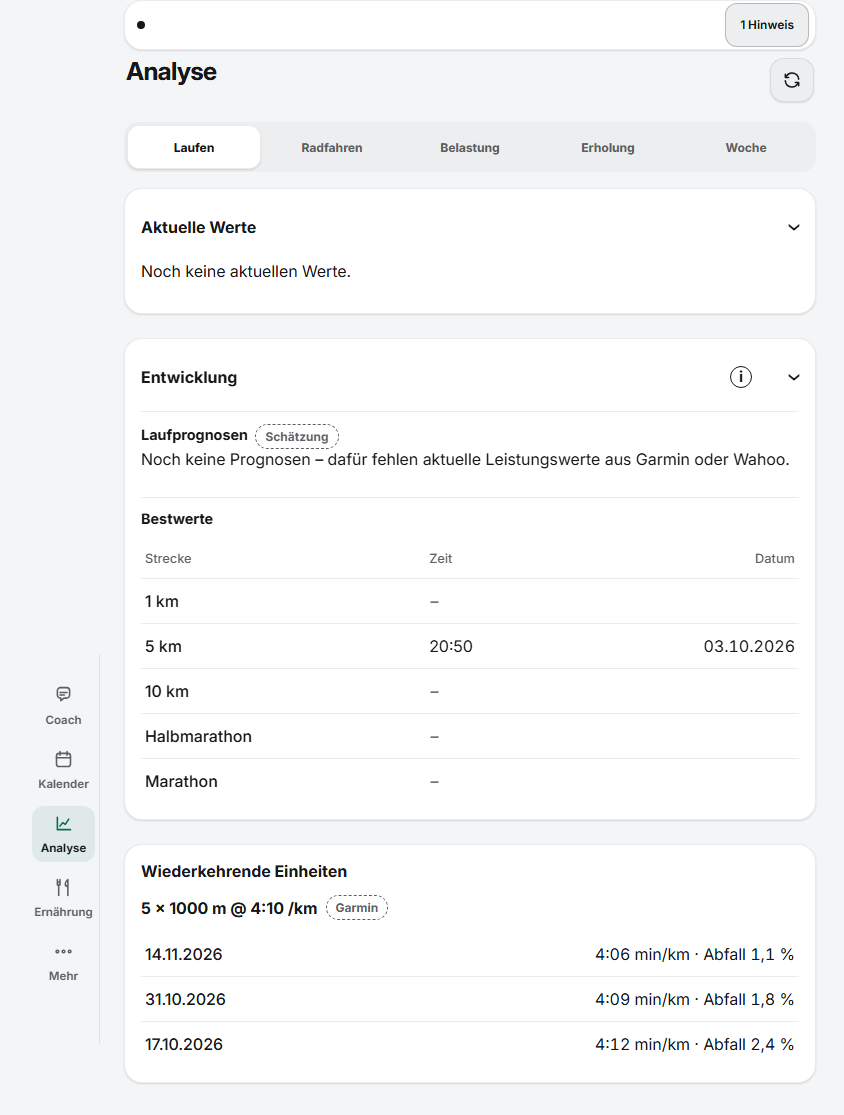 1 Hinweis
Analyse
Laufen Radfahren Belastung Erholung Woche
Aktuelle Werte
Noch keine aktuellen Werte.
Entwicklung
Laufprognosen Schätzung
Noch keine Prognosen – dafür fehlen aktuelle Leistungswerte aus Garmin oder Wahoo.
Bestwerte
Strecke Zeit Datum
1 km –
5 km 20:50 03.10.2026
10 km –
Halbmarathon –
Marathon –
Wiederkehrende Einheiten
5 × 1000 m @ 4:10 /km Garmin
14.11.2026 4:06 min/km · Abfall 1,1 %
31.10.2026 4:09 min/km · Abfall 1,8 %
17.10.2026 4:12 min/km · Abfall 2,4 %
Coach
Kalender
Analyse
Ernährung
Mehr